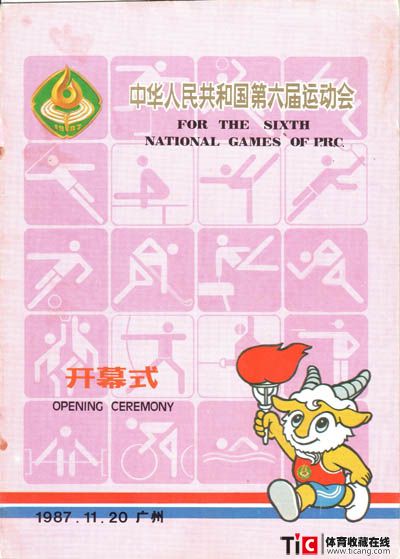 中华人民共和国第六届运动会
FOR THE SIXTH
NATIONAL GAMES OF P.R.C.
1987
开幕式
OPENING CEREMONY
1987.11.20 广州
TiC 体育收藏在线
www.ticang.com